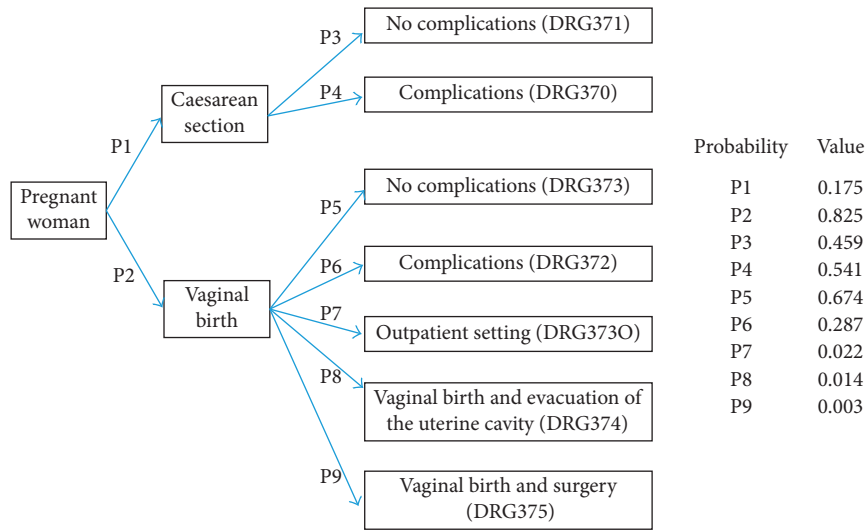 No complications (DRG371)
P3
Caesarean
section
P4
Complications (DRG370)
P1
Pregnant
woman
P2
Vaginal
birth
No complications (DRG373)
P5
P6
Complications (DRG372)
P7
Outpatient setting (DRG373O)
P8
Vaginal birth and evacuation of
the uterine cavity (DRG374)
P9
Vaginal birth and surgery
(DRG375)
Probability Value
P1 0.175
P2 0.825
P3 0.459
P4 0.541
P5 0.674
P6 0.287
P7 0.022
P8 0.014
P9 0.003